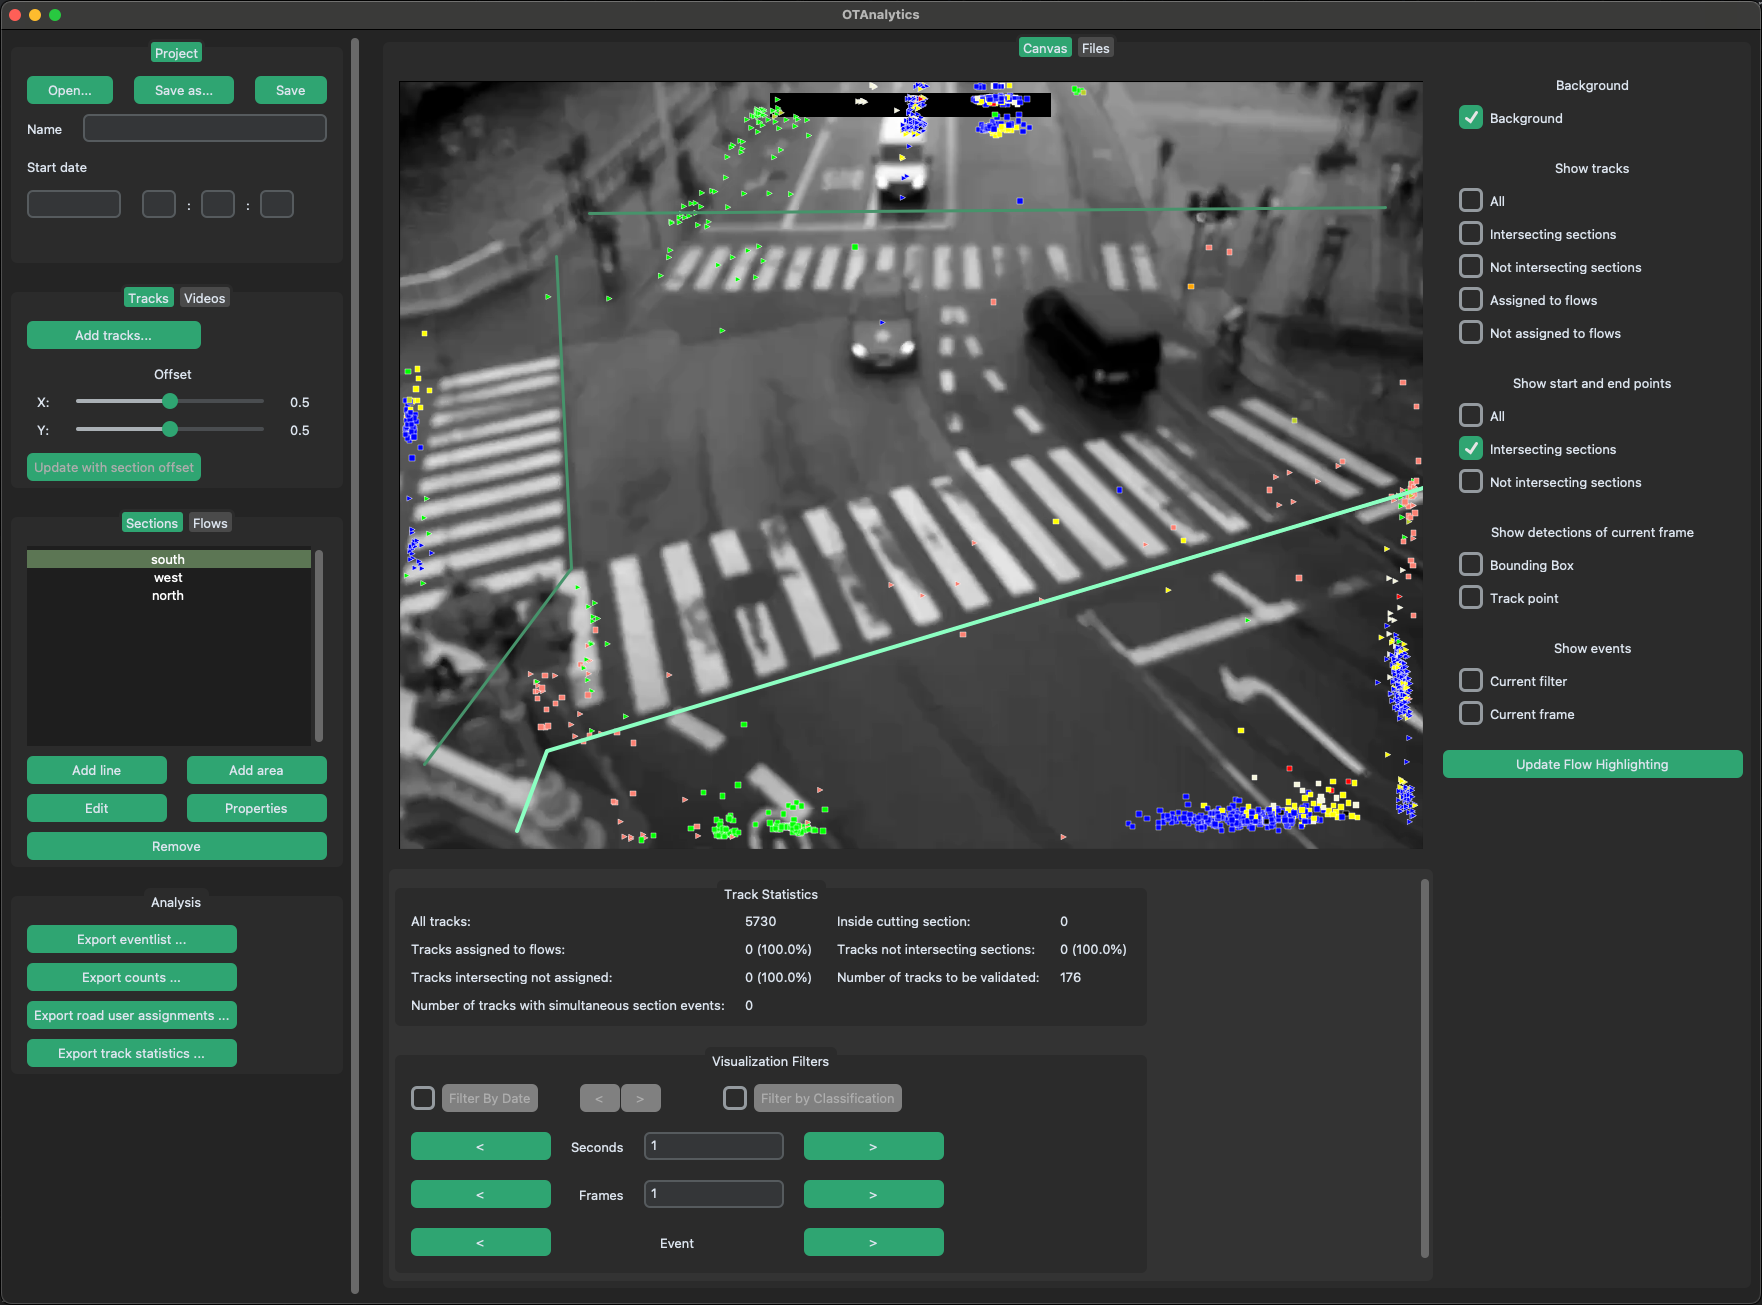 OTAnalytics
Project
Open...
Save as...
Save
Name
Start date
:
:
Tracks
Videos
Add tracks...
Offset
X:
0.5
Y:
0.5
Update with section offset
Sections
Flows
south
west
north
Add line
Add area
Edit
Properties
Remove
Analysis
Export eventlist ...
Export counts ...
Export road user assignments ...
Export track statistics ...
Canvas
Files
Track Statistics
All tracks:
5730
Inside cutting section:
0
Tracks assigned to flows:
0 (100.0%)
Tracks not intersecting sections:
0 (100.0%)
Tracks intersecting not assigned:
0 (100.0%)
Number of tracks to be validated:
176
Number of tracks with simultaneous section events:
0
Visualization Filters
Filter By Date
<
>
Filter by Classification
<
Seconds
1
>
<
Frames
1
>
<
Event
>
Background
Background
Show tracks
All
Intersecting sections
Not intersecting sections
Assigned to flows
Not assigned to flows
Show start and end points
All
Intersecting sections
Not intersecting sections
Show detections of current frame
Bounding Box
Track point
Show events
Current filter
Current frame
Update Flow Highlighting